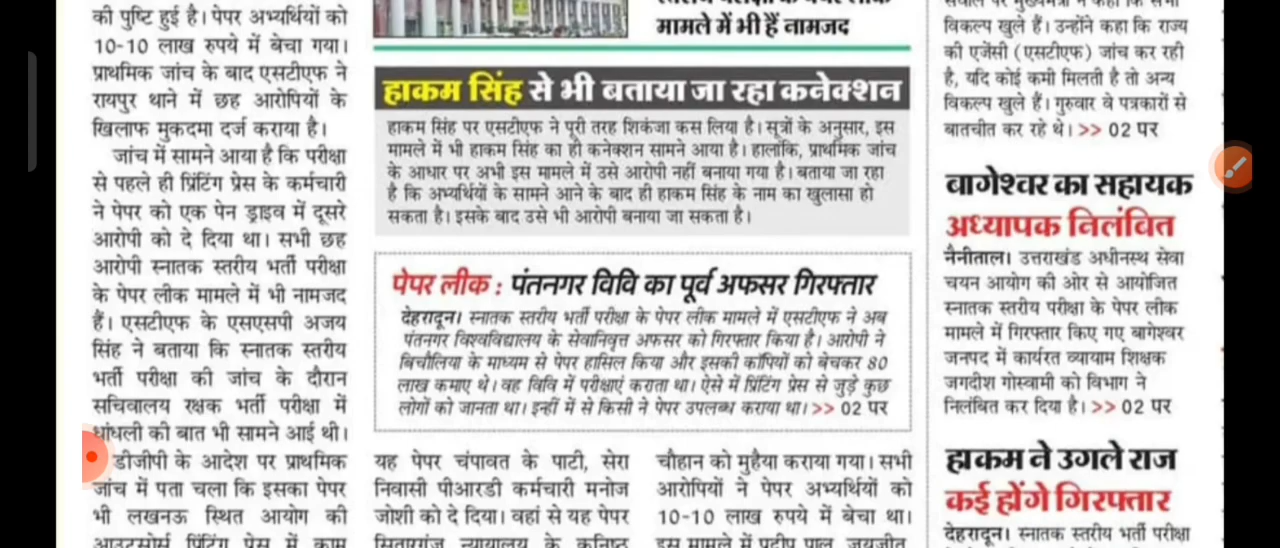 की पुष्टि हुई है। पेपर अभ्यर्थियों को
10-10 लाख रुपये में बेचा गया।
प्राथमिक जांच के बाद एसटीएफ ने
रायपुर थाने में छह आरोपियों के
खिलाफ मुकदमा दर्ज कराया है।
जांच में सामने आया है कि परीक्षा
से पहले ही प्रिंटिंग प्रेस के कर्मचारी
ने पेपर को एक पेन ड्राइव में दूसरे
आरोपी को दे दिया था। सभी छह
आरोपी स्नातक स्तरीय भर्ती परीक्षा
के पेपर लीक मामले में भी नामजद
हैं। एसटीएफ के एसएसपी अजय
सिंह ने बताया कि स्नातक स्तरीय
भर्ती परीक्षा की जांच के दौरान
सचिवालय रक्षक भर्ती परीक्षा में
धांधली की बात भी सामने आई थी।
डीजीपी के आदेश पर प्राथमिक
जांच में पता चला कि इसका पेपर
भी लखनऊ स्थित आयोग की
आउटसोर्स प्रिंटिंग प्रेस में काम
मामले में भी हैं नामजद
हाकम सिंह से भी बताया जा रहा कनेक्शन
हाकम सिंह पर एसटीएफ ने पूरी तरह शिकंजा कस लिया है। सूत्रों के अनुसार, इस
मामले में भी हाकम सिंह का ही कनेक्शन सामने आया है। हालांकि, प्राथमिक जांच
के आधार पर अभी इस मामले में उसे आरोपी नहीं बनाया गया है। बताया जा रहा
है कि अभ्यर्थियों के सामने आने के बाद ही हाकम सिंह के नाम का खुलासा हो
सकता है। इसके बाद उसे भी आरोपी बनाया जा सकता है।
पेपर लीक : पंतनगर विवि का पूर्व अफसर गिरफ्तार
देहरादून। स्नातक स्तरीय भर्ती परीक्षा के पेपर लीक मामले में एसटीएफ ने अब
पंतनगर विश्वविद्यालय के सेवानिवृत्त अफसर को गिरफ्तार किया है। आरोपी ने
बिचौलिया के माध्यम से पेपर हासिल किया और इसकी कॉपियों को बेचकर 80
लाख कमाए थे। वह विवि में परीक्षाएं कराता था। ऐसे में प्रिंटिंग प्रेस से जुड़े कुछ
लोगों को जानता था। इन्हीं में से किसी ने पेपर उपलब्ध कराया था। >> 02 पर
यह पेपर चंपावत के पाटी, सेरा
निवासी पीआरडी कर्मचारी मनोज
जोशी को दे दिया। वहां से यह पेपर
सितारगंज न्यायालय के कनिष्ठ
चौहान को मुहैया कराया गया। सभी
आरोपियों ने पेपर अभ्यर्थियों को
10-10 लाख रुपये में बेचा था।
इस मामले में प्रदीप पाल, जयजीत,
विकल्प खुले हैं। उन्होंने कहा कि राज्य
की एजेंसी (एसटीएफ) जांच कर रही
है, यदि कोई कमी मिलती है तो अन्य
विकल्प खुले हैं। गुरुवार वे पत्रकारों से
बातचीत कर रहे थे। >> 02 पर
बागेश्वर का सहायक
अध्यापक निलंबित
नैनीताल। उत्तराखंड अधीनस्थ सेवा
चयन आयोग की ओर से आयोजित
स्नातक स्तरीय परीक्षा के पेपर लीक
मामले में गिरफ्तार किए गए बागेश्वर
जनपद में कार्यरत व्यायाम शिक्षक
जगदीश गोस्वामी को विभाग ने
निलंबित कर दिया है। >> 02 पर
हाकम ने उगले राज
कई होंगे गिरफ्तार
देहरादून। स्नातक स्तरीय भर्ती परीक्षा